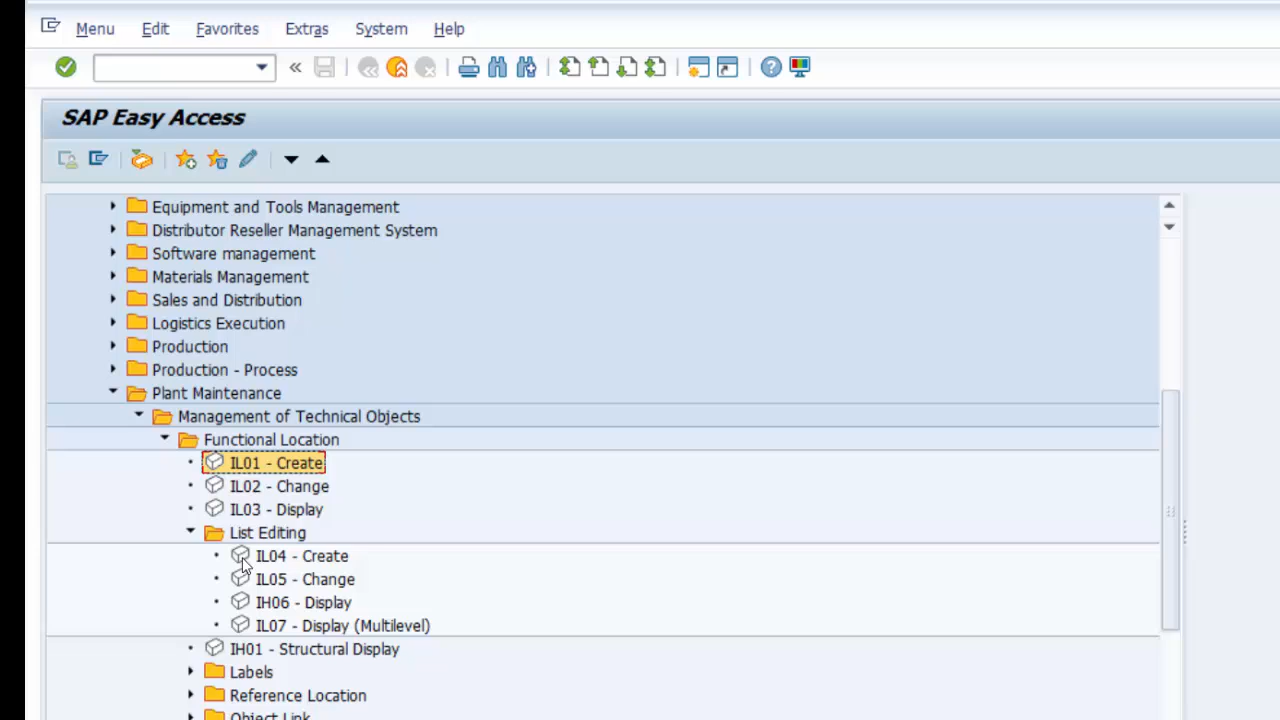 Menu Edit Favorites Extras System Help
SAP Easy Access
Equipment and Tools Management
Distributor Reseller Management System
Software management
Materials Management
Sales and Distribution
Logistics Execution
Production
Production - Process
Plant Maintenance
Management of Technical Objects
Functional Location
IL01 - Create
IL02 - Change
IL03 - Display
List Editing
IL04 - Create
IL05 - Change
IH06 - Display
IL07 - Display (Multilevel)
IH01 - Structural Display
Labels
Reference Location
Object Link